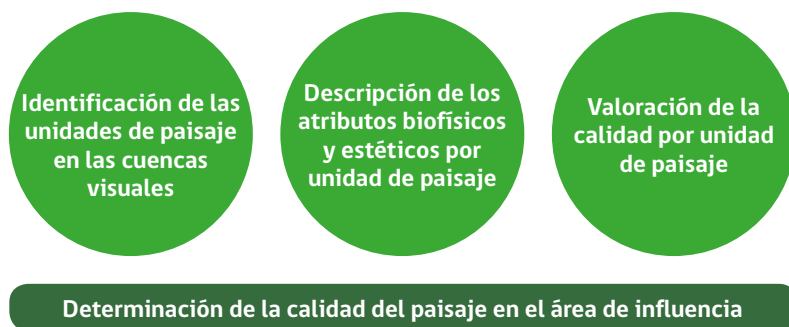 Identificación de las
unidades de paisaje
en las cuencas
visuales
Descripción de los
atributos biofísicos
y estéticos por
unidad de paisaje
Valoración de la
calidad por unidad
de paisaje
Determinación de la calidad del paisaje en el área de influencia